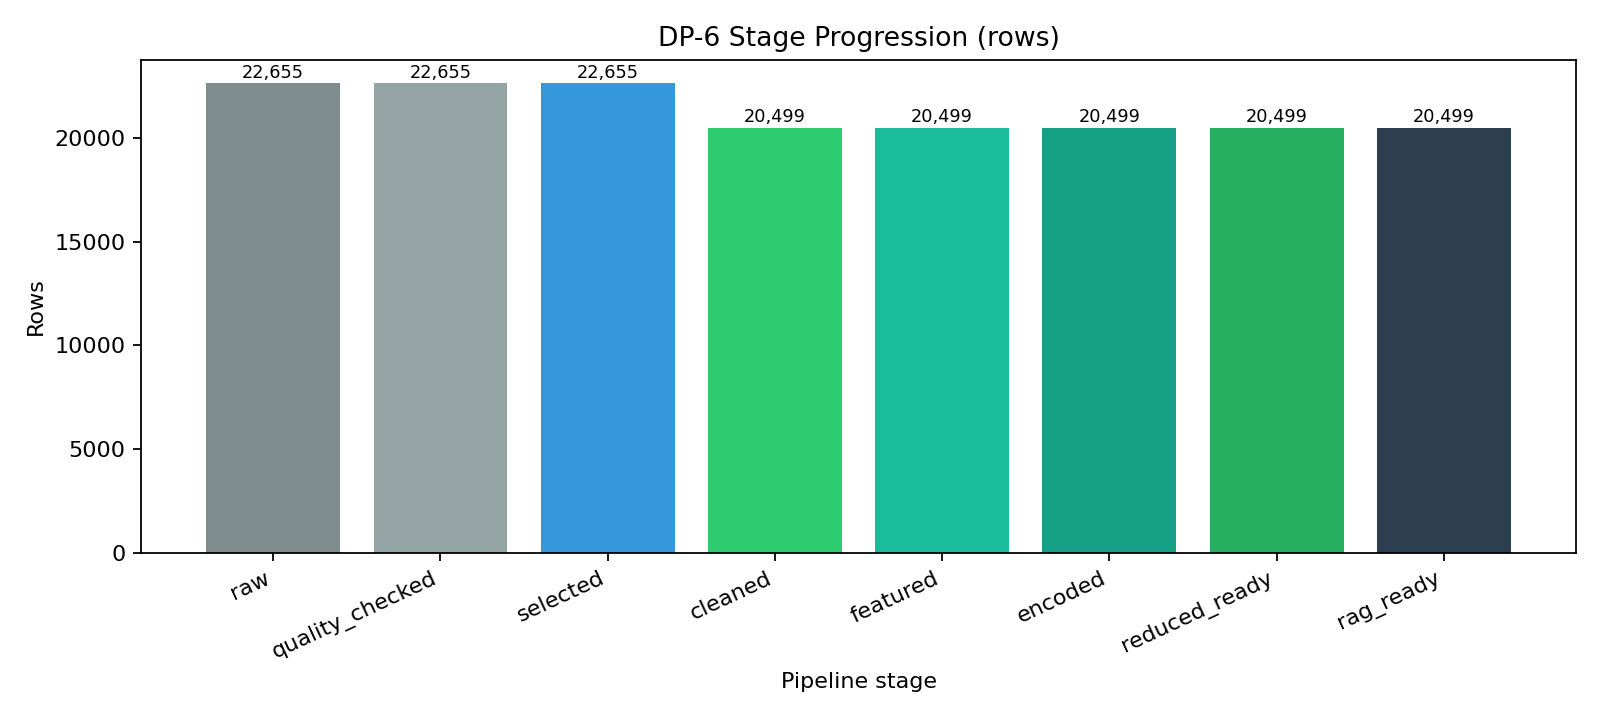 DP-6 Stage Progression (rows)
22,655
22,655
22,655
20,499
20,499
20,499
20,499
20,499
20000
15000
10000
5000
0
Rows
raw
quality_checked
selected
cleaned
featured
encoded
reduced_ready
rag_ready
Pipeline stage